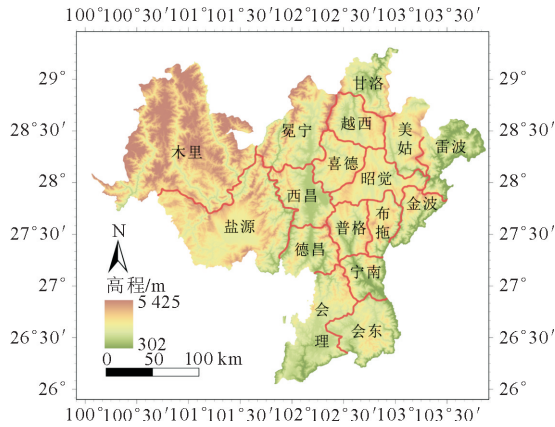 100° 100°30′ 101°30′ 102° 102°30′ 103° 103°30′
29°
28°30′
28°
27°30′
27°
26°30′
26°
29°
28°30′
28°
27°30′
27°
26°30′
26°
甘洛
越西
冕宁
美姑
雷波
木里
喜德
昭觉
西昌
金波
盐源
普格
布拖
德昌
宁南
会理
会东
N
高程/m
5 425
302
0 50 100 km
100° 100°30′ 101°101°30′ 102° 102°30′ 103°103°30′